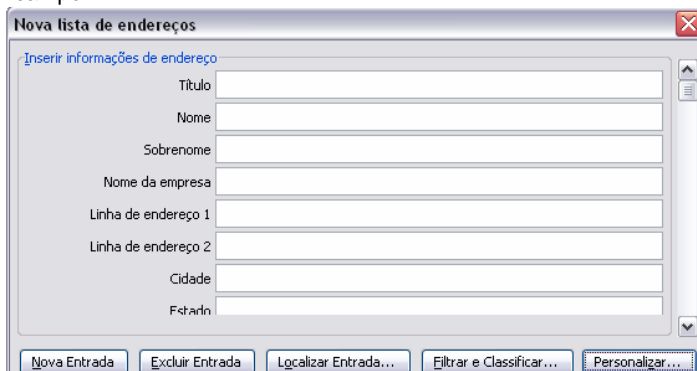 Nova lista de endereços
Inserir informações de endereço
Título
Nome
Sobrenome
Nome da empresa
Linha de endereço 1
Linha de endereço 2
Cidade
Estado
Nova Entrada Excluir Entrada Localizar Entrada... Filtrar e Classificar... Personalizar...